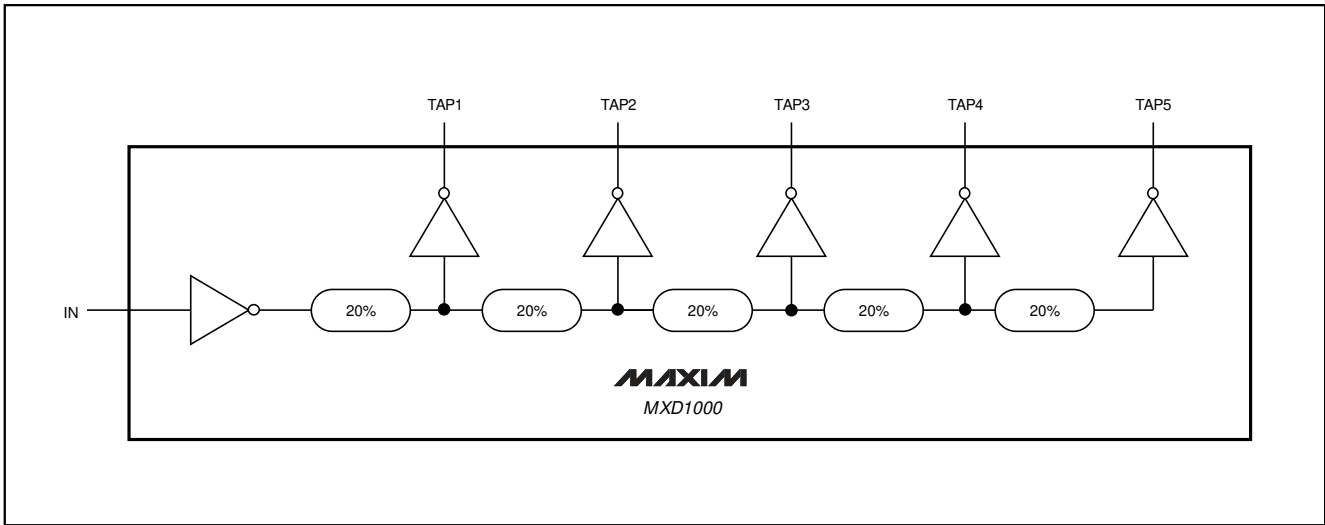 TAP1 TAP2 TAP3 TAP4 TAP5
IN 20% 20% 20% 20% 20%
MAXIM
MXD1000